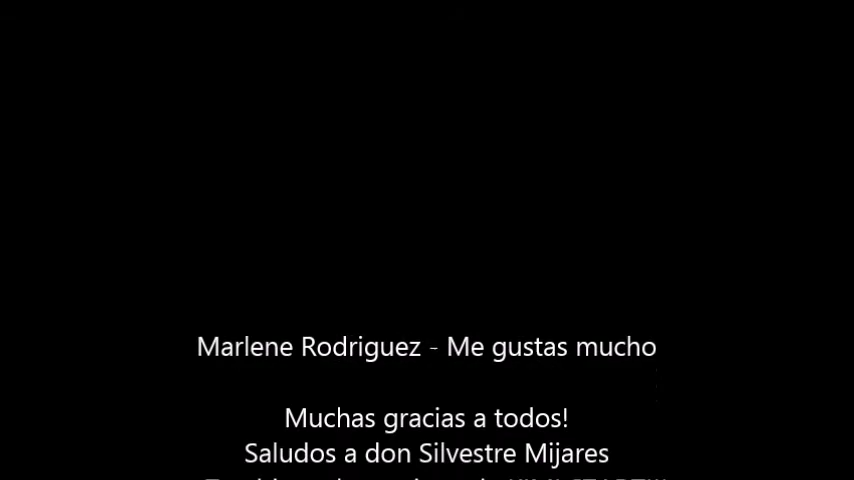 Marlene Rodriguez - Me gustas mucho
Muchas gracias a todos!
Saludos a don Silvestre Mijares